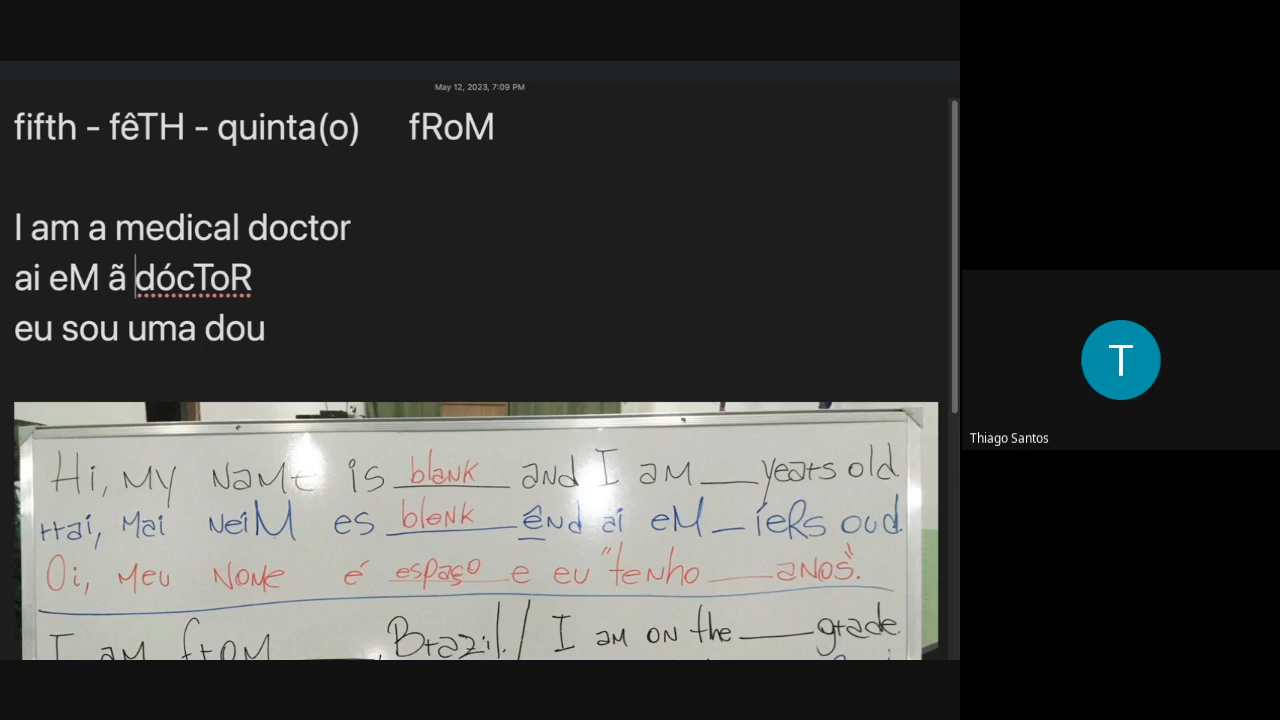 May 12, 2023, 7:09 PM
fifth - fêTH - quinta(o) fRoM
I am a medical doctor
ai eM ã dócToR
eu sou uma dou
Hi, My name is blank and I am ___ years old.
Hai, Mai NeiM es blenk ênd ai eM _ iERs oud.
Oi, Meu Nome é espaço e eu "tenho ___ anos".
I am from ___, Brazil. / I am on the ___ grade.
T
Thiago Santos